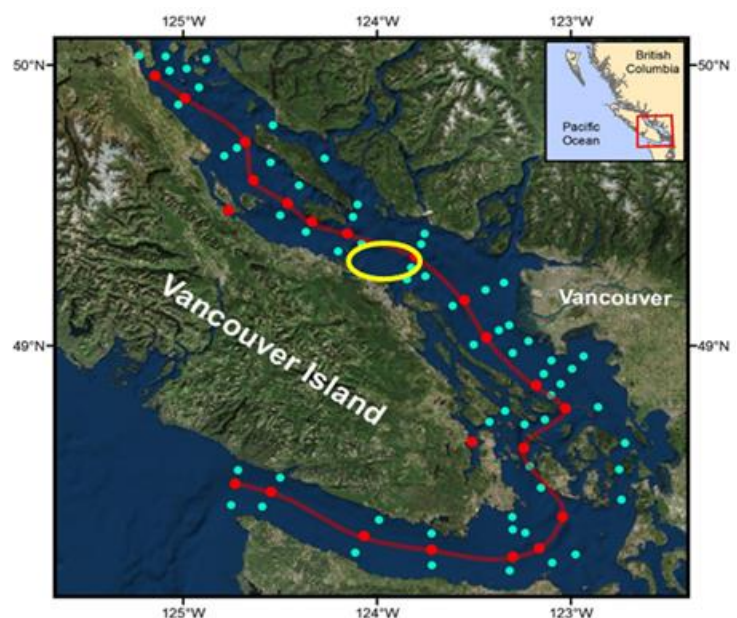 125°W 124°W 123°W
50°N 50°N
British
Columbia
Pacific
Ocean
Vancouver
Vancouver Island
49°N 49°N
125°W 124°W 123°W